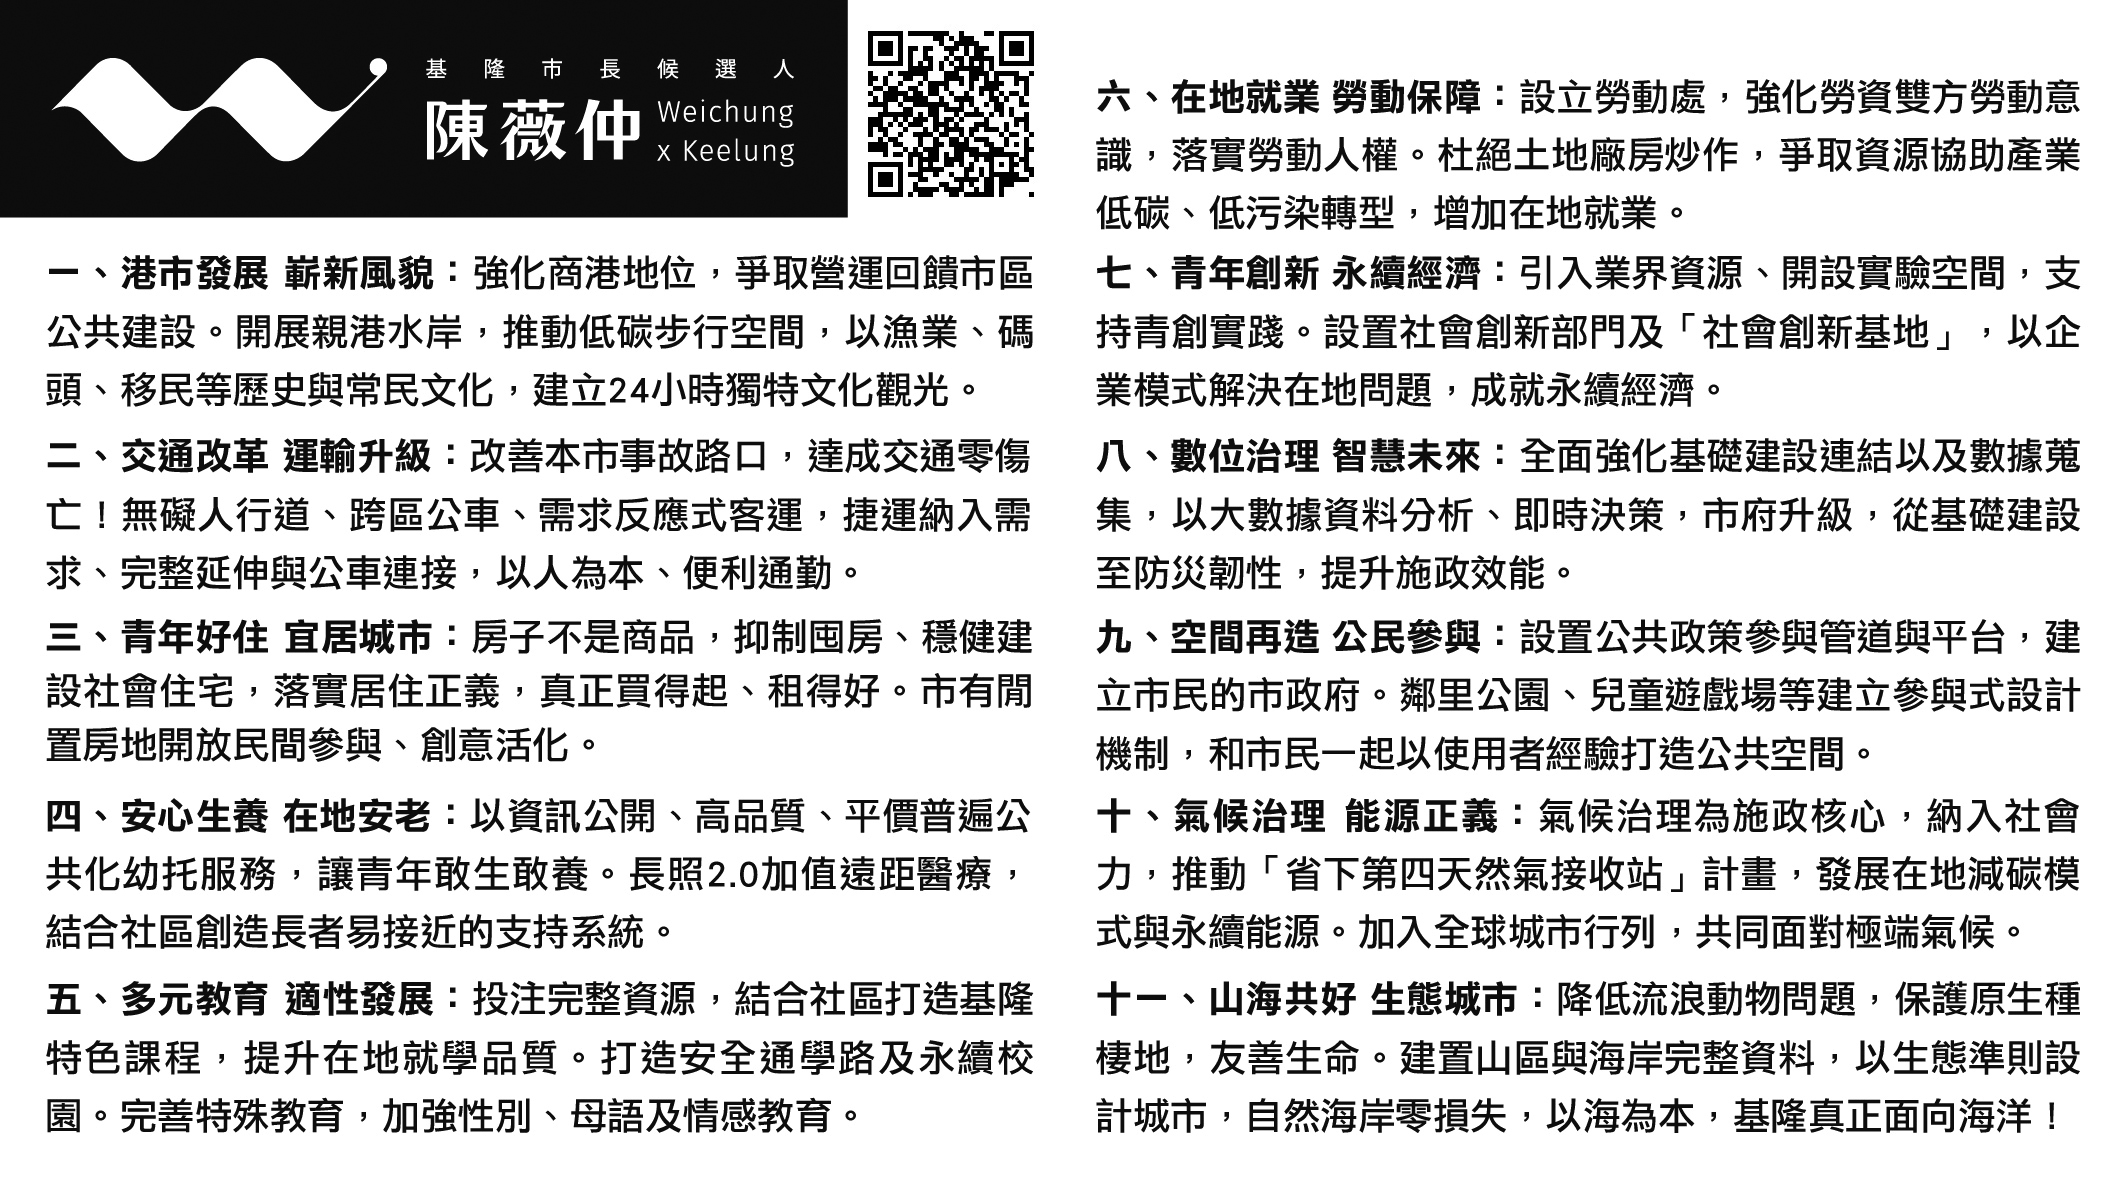 基隆市長候選人
陳薇仲
Weichung
x Keelung
一、港市發展 嶄新風貌：強化商港地位，爭取營運回饋市區
公共建設。開展親港水岸，推動低碳步行空間，以漁業、碼
頭、移民等歷史與常民文化，建立24小時獨特文化觀光。
二、交通改革 運輸升級：改善本市事故路口，達成交通零傷
亡！無礙人行道、跨區公車、需求反應式客運，捷運納入需
求、完整延伸與公車連接，以人為本、便利通勤。
三、青年好住 宜居城市：房子不是商品，抑制囤房、穩健建
設社會住宅，落實居住正義，真正買得起、租得好。市有閒
置房地開放民間參與、創意活化。
四、安心生養 在地安老：以資訊公開、高品質、平價普遍公
共化幼托服務，讓青年敢生敢養。長照2.0加值遠距醫療，
結合社區創造長者易接近的支持系統。
五、多元教育 適性發展：投注完整資源，結合社區打造基隆
特色課程，提升在地就學品質。打造安全通學路及永續校
園。完善特殊教育，加強性別、母語及情感教育。
六、在地就業 勞動保障：設立勞動處，強化勞資雙方勞動意
識，落實勞動人權。杜絕土地廠房炒作，爭取資源協助產業
低碳、低污染轉型，增加在地就業。
七、青年創新 永續經濟：引入業界資源、開設實驗空間，支
持青創實踐。設置社會創新部門及「社會創新基地」，以企
業模式解決在地問題，成就永續經濟。
八、數位治理 智慧未來：全面強化基礎建設連結以及數據蒐
集，以大數據資料分析、即時決策，市府升級，從基礎建設
至防災韌性，提升施政效能。
九、空間再造 公民參與：設置公共政策參與管道與平台，建
立市民的市政府。鄰里公園、兒童遊戲場等建立參與式設計
機制，和市民一起以使用者經驗打造公共空間。
十、氣候治理 能源正義：氣候治理為施政核心，納入社會
力，推動「省下第四天然氣接收站」計畫，發展在地減碳模
式與永續能源。加入全球城市行列，共同面對極端氣候。
十一、山海共好 生態城市：降低流浪動物問題，保護原生種
棲地，友善生命。建置山區與海岸完整資料，以生態準則設
計城市，自然海岸零損失，以海為本，基隆真正面向海洋！